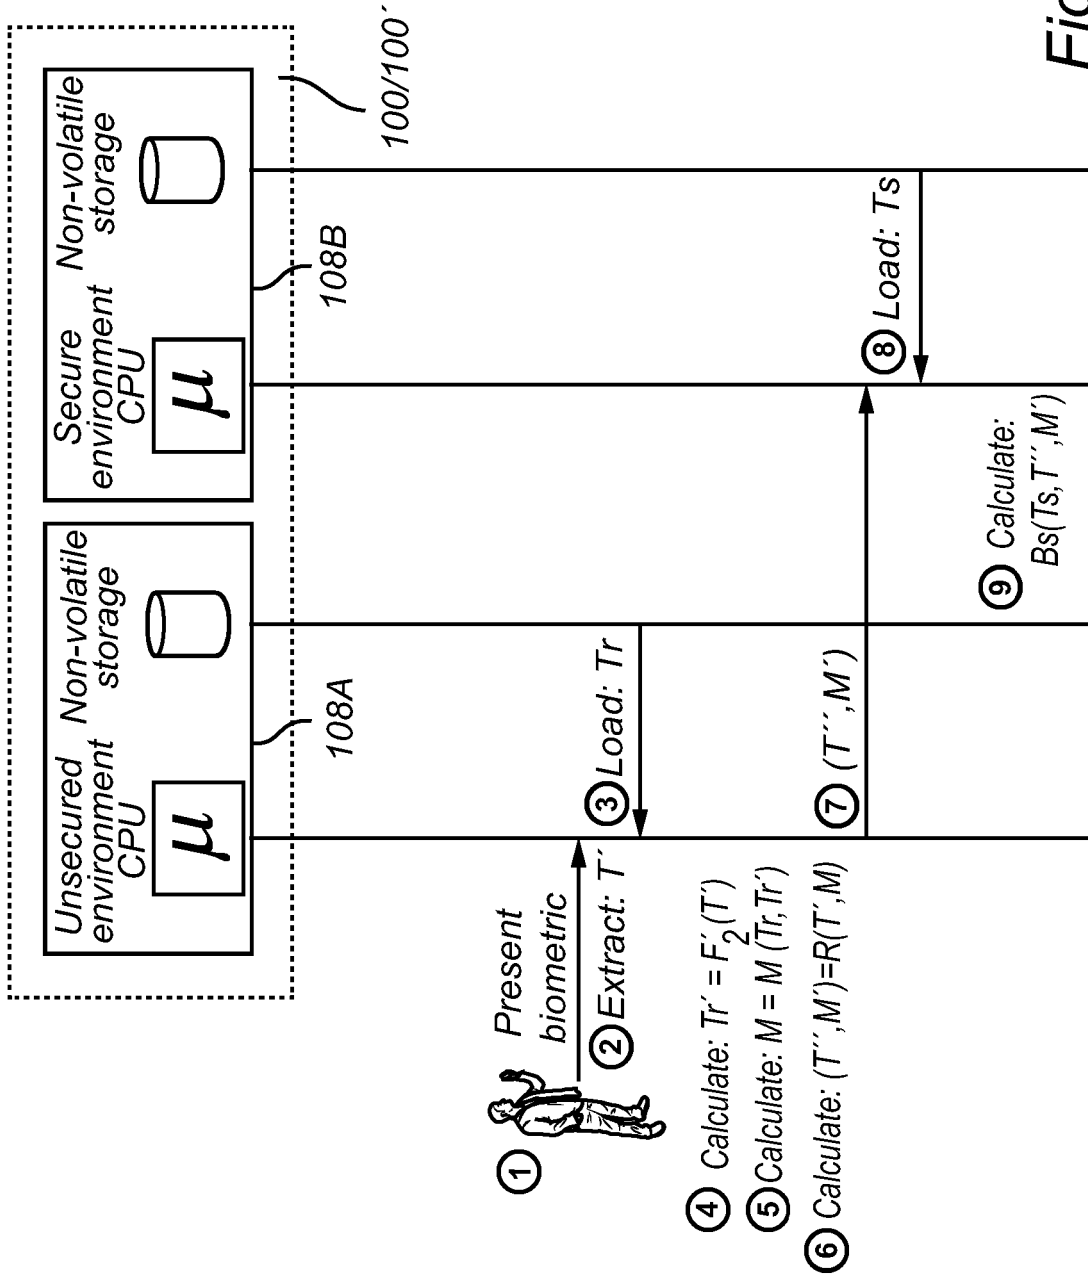 Unsecured
environment
CPU
μ
Non-volatile
storage
Secure
environment
CPU
μ
Non-volatile
storage
108A
108B
100/100´
1
Present
biometric
2 Extract: T´
3 Load: Tr
4 Calculate: Tr´ = F´2(T´)
5 Calculate: M = M (Tr,Tr´)
6 Calculate: (T´´,M´)=R(T´,M)
7 (T´´,M´)
8 Load: Ts
9 Calculate:
Bs(Ts,T´´,M´)